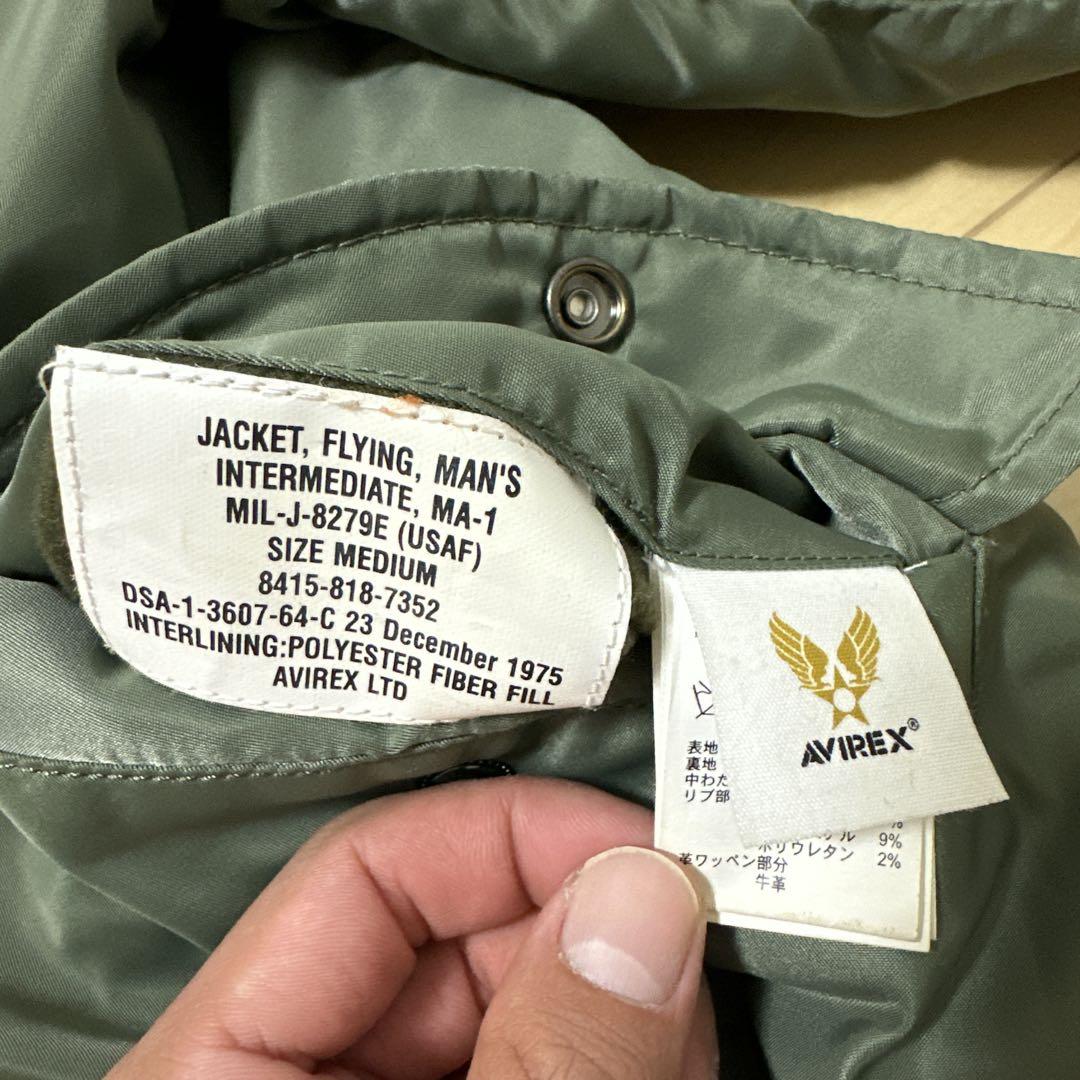 JACKET, FLYING, MAN'S
INTERMEDIATE, MA-1
MIL-J-8279E (USAF)
SIZE MEDIUM
8415-818-7352
DSA-1-3607-64-C 23 December 1975
INTERLINING:POLYESTER FIBER FILL
AVIREX LTD
AVIREX®
表地
裏地
中わた
リブ部
9%
ポリウレタン 2%
革ワッペン部分
牛革